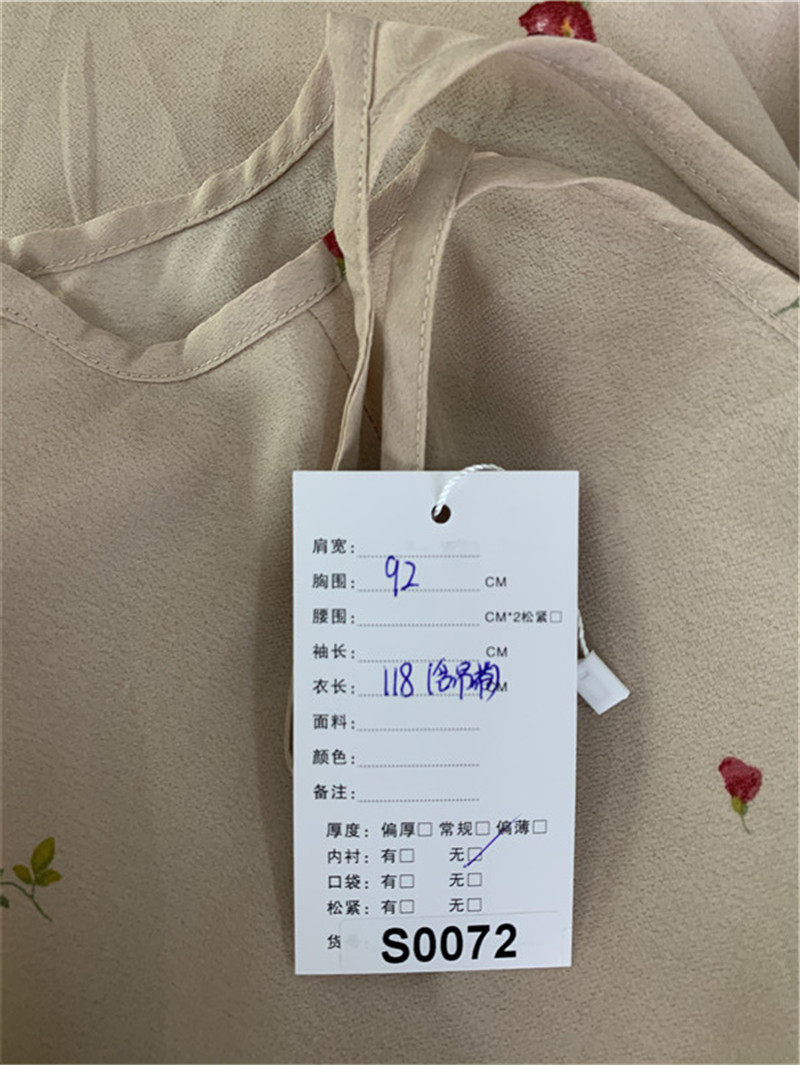 肩宽：
胸围： 92 CM
腰围： CM*2松紧□
袖长： CM
衣长： 118 (含吊带) CM
面料：
颜色：
备注：
厚度：偏厚□ 常规□ 偏薄□
内衬：有□ 无□
口袋：有□ 无□
松紧：有□ 无□
货 S0072